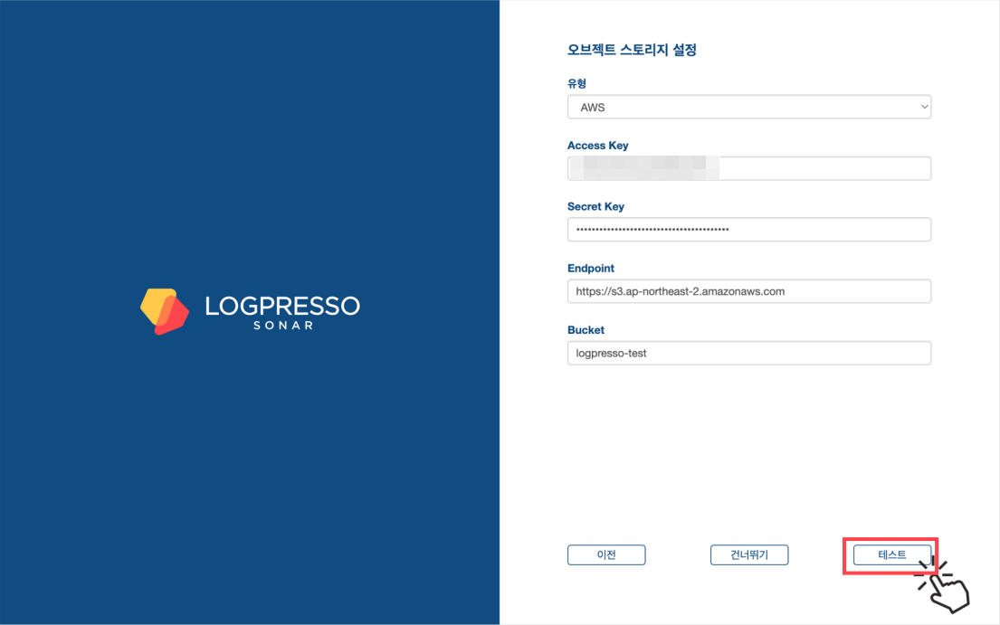 LOGPRESSO
SONAR
오브젝트 스토리지 설정
유형
AWS
Access Key
Secret Key
••••••••••••••••••••••••••••••••••••••••
Endpoint
https://s3.ap-northeast-2.amazonaws.com
Bucket
logpresso-test
이전
건너뛰기
테스트